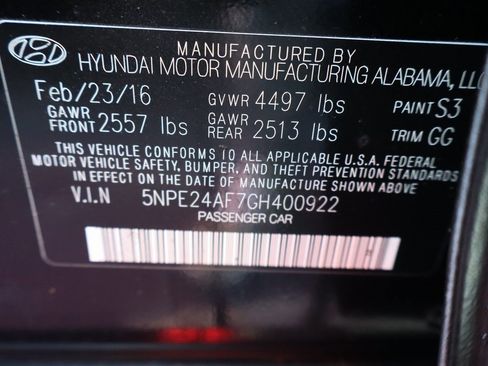 MANUFACTURED BY
HYUNDAI MOTOR MANUFACTURING ALABAMA, LLC
Feb/23/16 GVWR 4497 lbs PAINT S3
GAWR FRONT 2557 lbs GAWR REAR 2513 lbs TRIM GG
THIS VEHICLE CONFORMS TO ALL APPLICABLE U.S.A. FEDERAL
MOTOR VEHICLE SAFETY, BUMPER, AND THEFT PREVENTION STANDARDS
IN EFFECT ON THE DATE OF MANUFACTURE SHOWN ABOVE
V.I.N 5NPE24AF7GH400922
PASSENGER CAR